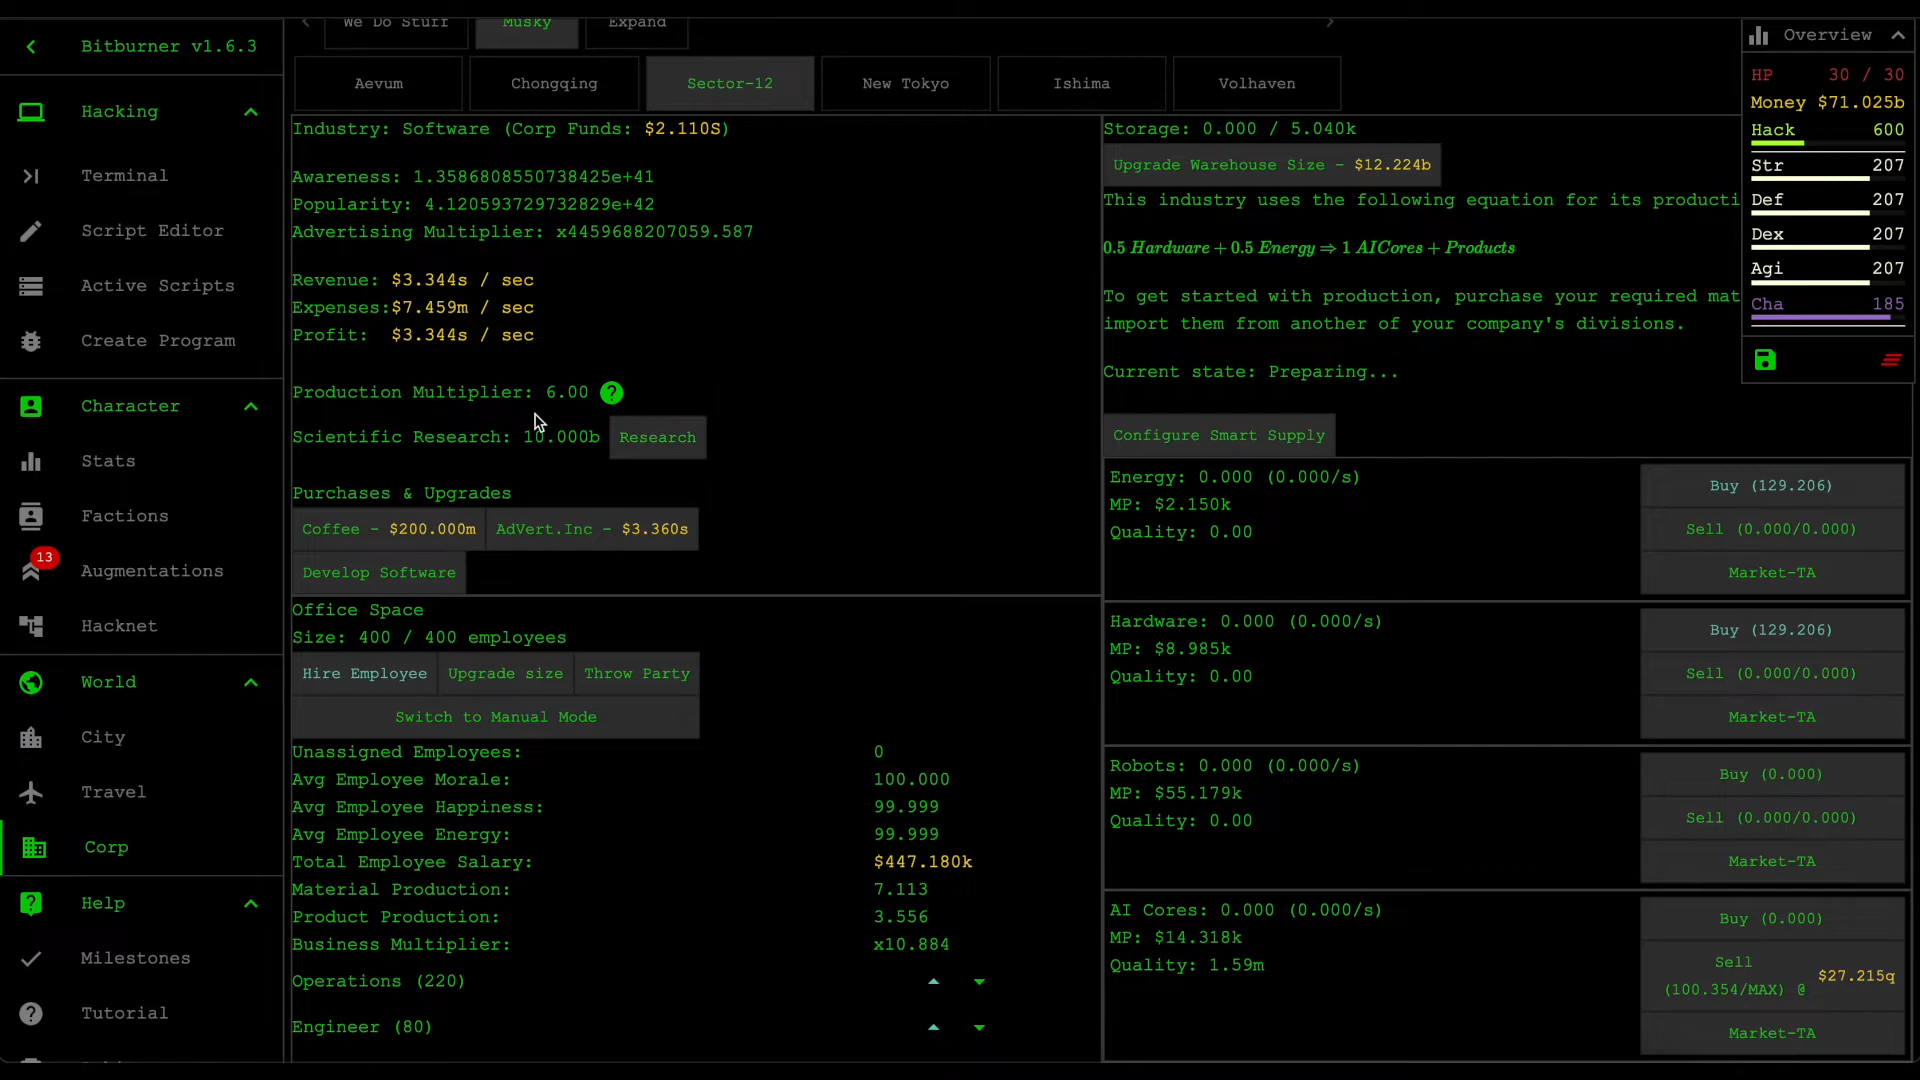 Bitburner v1.6.3
Hacking
Terminal
Script Editor
Active Scripts
Create Program
Character
Stats
Factions
13
Augmentations
Hacknet
World
City
Travel
Corp
Help
Milestones
Tutorial
We Do Stuff
Musky
Expand
Aevum
Chongqing
Sector-12
New Tokyo
Ishima
Volhaven
Industry: Software (Corp Funds: $2.110S)
Awareness: 1.3586808550738425e+41
Popularity: 4.120593729732829e+42
Advertising Multiplier: x4459688207059.587
Revenue: $3.344s / sec
Expenses:$7.459m / sec
Profit: $3.344s / sec
Production Multiplier: 6.00 ?
Scientific Research: 10.000b
Research
Purchases & Upgrades
Coffee - $200.000m
AdVert.Inc - $3.360s
Develop Software
Office Space
Size: 400 / 400 employees
Hire Employee
Upgrade size
Throw Party
Switch to Manual Mode
Unassigned Employees: 0
Avg Employee Morale: 100.000
Avg Employee Happiness: 99.999
Avg Employee Energy: 99.999
Total Employee Salary: $447.180k
Material Production: 7.113
Product Production: 3.556
Business Multiplier: x10.884
Operations (220)
Engineer (80)
Storage: 0.000 / 5.040k
Upgrade Warehouse Size - $12.224b
This industry uses the following equation for its producti
0.5 Hardware + 0.5 Energy ⇒ 1 AICores + Products
To get started with production, purchase your required mat
import them from another of your company's divisions.
Current state: Preparing...
Configure Smart Supply
Energy: 0.000 (0.000/s)
MP: $2.150k
Quality: 0.00
Buy (129.206)
Sell (0.000/0.000)
Market-TA
Hardware: 0.000 (0.000/s)
MP: $8.985k
Quality: 0.00
Buy (129.206)
Sell (0.000/0.000)
Market-TA
Robots: 0.000 (0.000/s)
MP: $55.179k
Quality: 0.00
Buy (0.000)
Sell (0.000/0.000)
Market-TA
AI Cores: 0.000 (0.000/s)
MP: $14.318k
Quality: 1.59m
Buy (0.000)
Sell
(100.354/MAX) @ $27.215q
Market-TA
Overview
HP 30 / 30
Money $71.025b
Hack 600
Str 207
Def 207
Dex 207
Agi 207
Cha 185